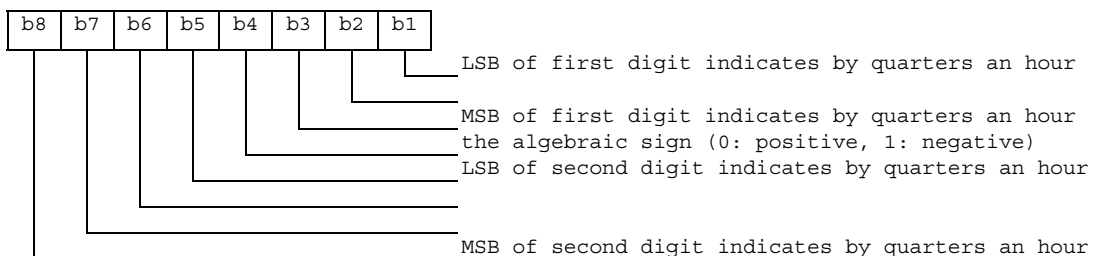 b8 b7 b6 b5 b4 b3 b2 b1
LSB of first digit indicates by quarters an hour
MSB of first digit indicates by quarters an hour
the algebraic sign (0: positive, 1: negative)
LSB of second digit indicates by quarters an hour
MSB of second digit indicates by quarters an hour